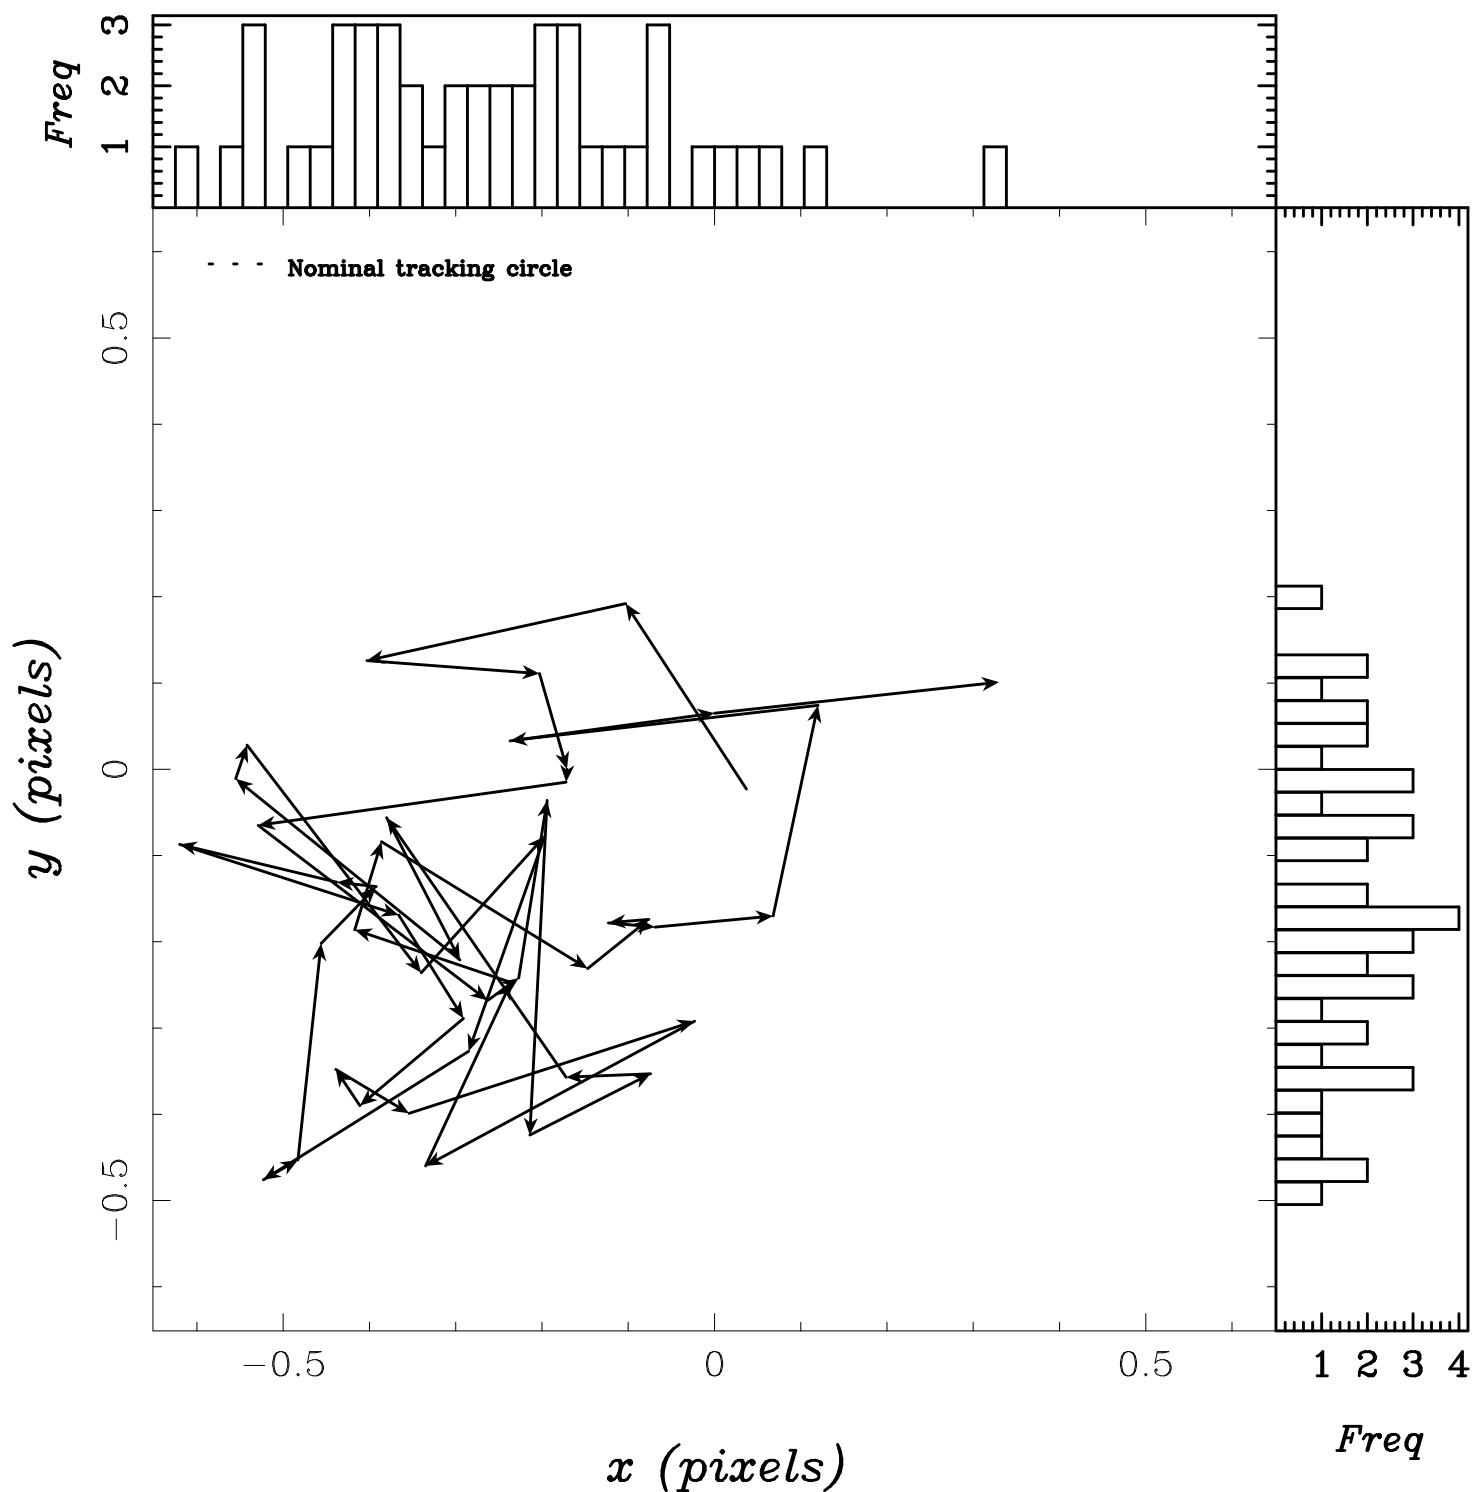 Freq
1 2 3
Nominal tracking circle
0.5
0
−0.5
y (pixels)
−0.5 0 0.5
x (pixels)
1 2 3 4
Freq